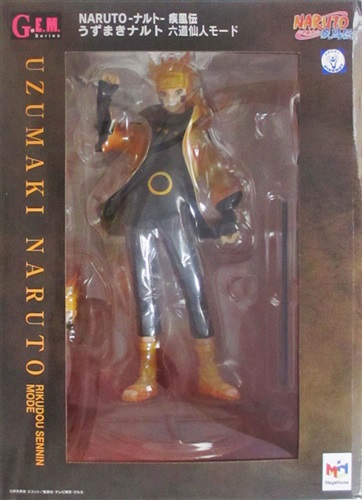 G.E.M.
Series
NARUTO-ナルト- 疾風伝
うずまきナルト 六道仙人モード
NARUTO
疾風伝
UZUMAKI NARUTO
RIKUDOU SENNIN
MODE
MegaHouse